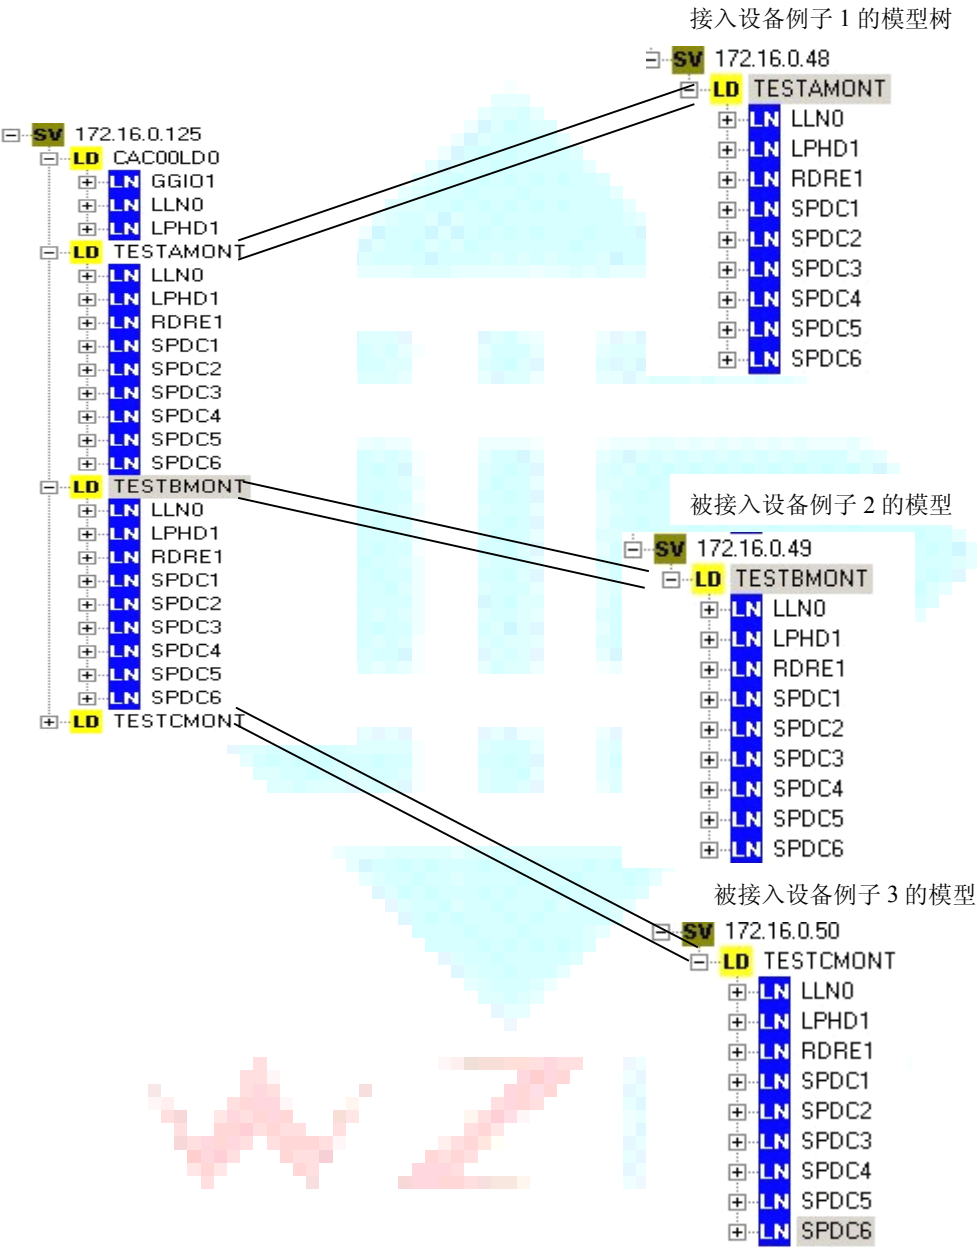 SV 172.16.0.125
LD CAC00LD0
LN GGIO1
LN LLN0
LN LPHD1
LD TESTAMONT
LN LLN0
LN LPHD1
LN RDRE1
LN SPDC1
LN SPDC2
LN SPDC3
LN SPDC4
LN SPDC5
LN SPDC6
LD TESTBMONT
LN LLN0
LN LPHD1
LN RDRE1
LN SPDC1
LN SPDC2
LN SPDC3
LN SPDC4
LN SPDC5
LN SPDC6
LD TESTCMONT
接入设备例子 1 的模型树
SV 172.16.0.48
LD TESTAMONT
LN LLN0
LN LPHD1
LN RDRE1
LN SPDC1
LN SPDC2
LN SPDC3
LN SPDC4
LN SPDC5
LN SPDC6
被接入设备例子 2 的模型
SV 172.16.0.49
LD TESTBMONT
LN LLN0
LN LPHD1
LN RDRE1
LN SPDC1
LN SPDC2
LN SPDC3
LN SPDC4
LN SPDC5
LN SPDC6
被接入设备例子 3 的模型
SV 172.16.0.50
LD TESTCMONT
LN LLN0
LN LPHD1
LN RDRE1
LN SPDC1
LN SPDC2
LN SPDC3
LN SPDC4
LN SPDC5
LN SPDC6
WZI